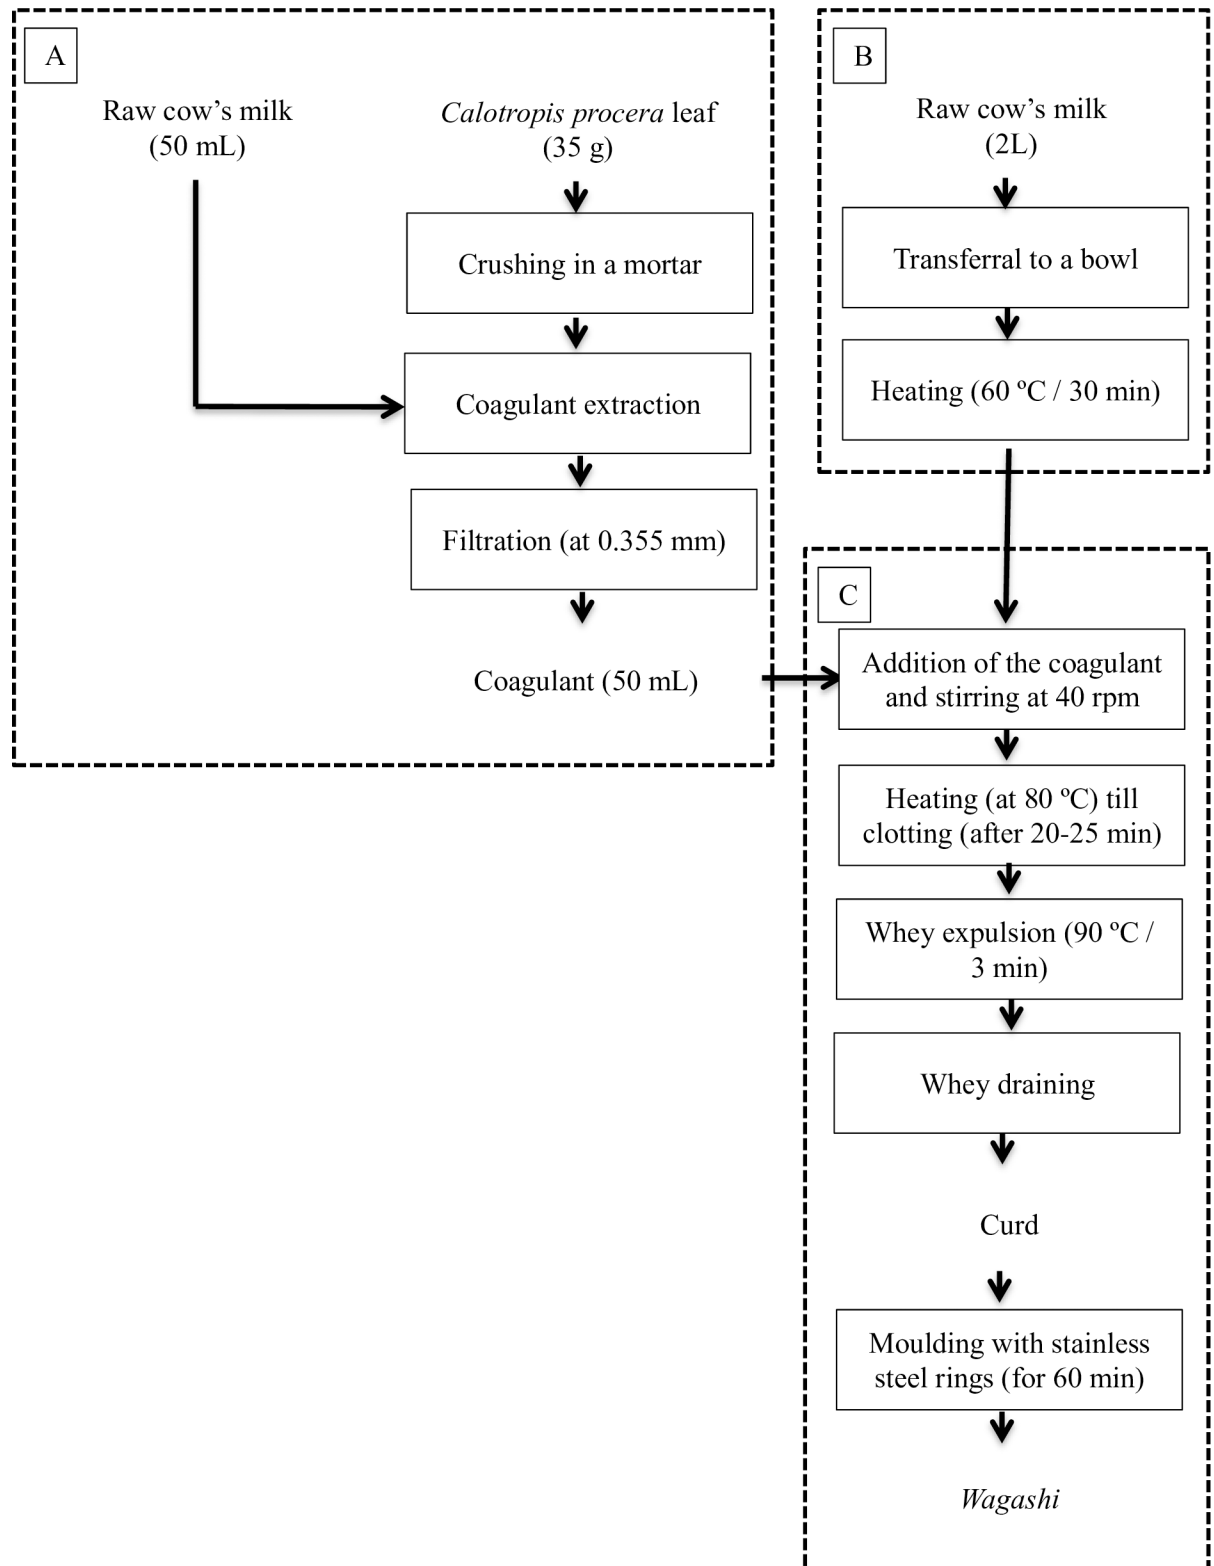 A
Raw cow's milk
(50 mL)
Calotropis procera leaf
(35 g)
Crushing in a mortar
Coagulant extraction
Filtration (at 0.355 mm)
Coagulant (50 mL)
B
Raw cow's milk
(2L)
Transferral to a bowl
Heating (60 ºC / 30 min)
C
Addition of the coagulant
and stirring at 40 rpm
Heating (at 80 ºC) till
clotting (after 20-25 min)
Whey expulsion (90 ºC /
3 min)
Whey draining
Curd
Moulding with stainless
steel rings (for 60 min)
Wagashi